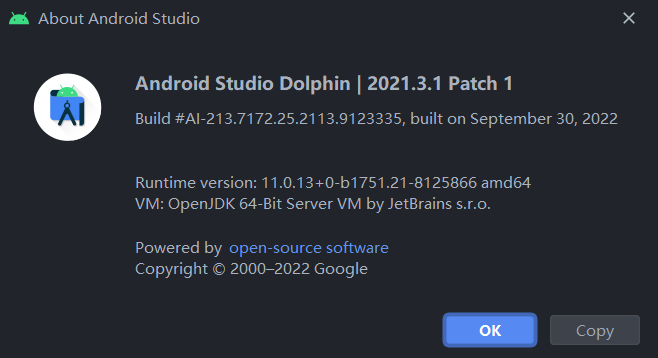 About Android Studio
Android Studio Dolphin | 2021.3.1 Patch 1
Build #AI-213.7172.25.2113.9123335, built on September 30, 2022
Runtime version: 11.0.13+0-b1751.21-8125866 amd64
VM: OpenJDK 64-Bit Server VM by JetBrains s.r.o.
Powered by open-source software
Copyright © 2000–2022 Google
OK
Copy